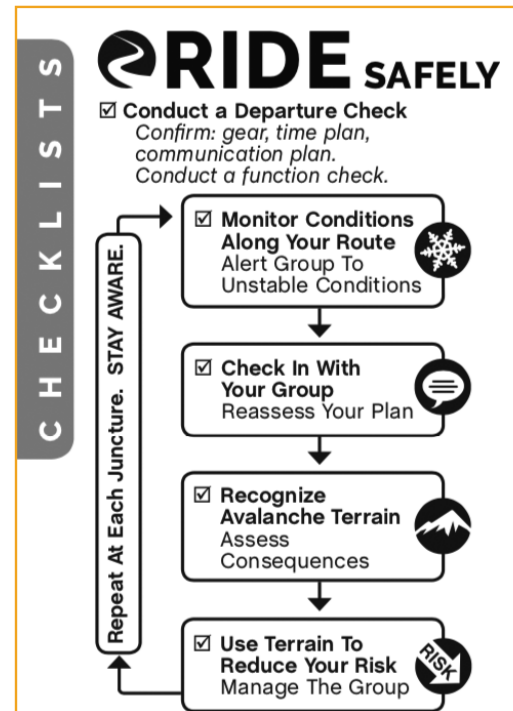 CHECKLISTS
RIDE SAFELY
☑ Conduct a Departure Check
Confirm: gear, time plan,
communication plan.
Conduct a function check.
☑ Monitor Conditions
Along Your Route
Alert Group To
Unstable Conditions
☑ Check In With
Your Group
Reassess Your Plan
☑ Recognize
Avalanche Terrain
Assess
Consequences
☑ Use Terrain To
Reduce Your Risk
Manage The Group
RISK
Repeat At Each Juncture. STAY AWARE.